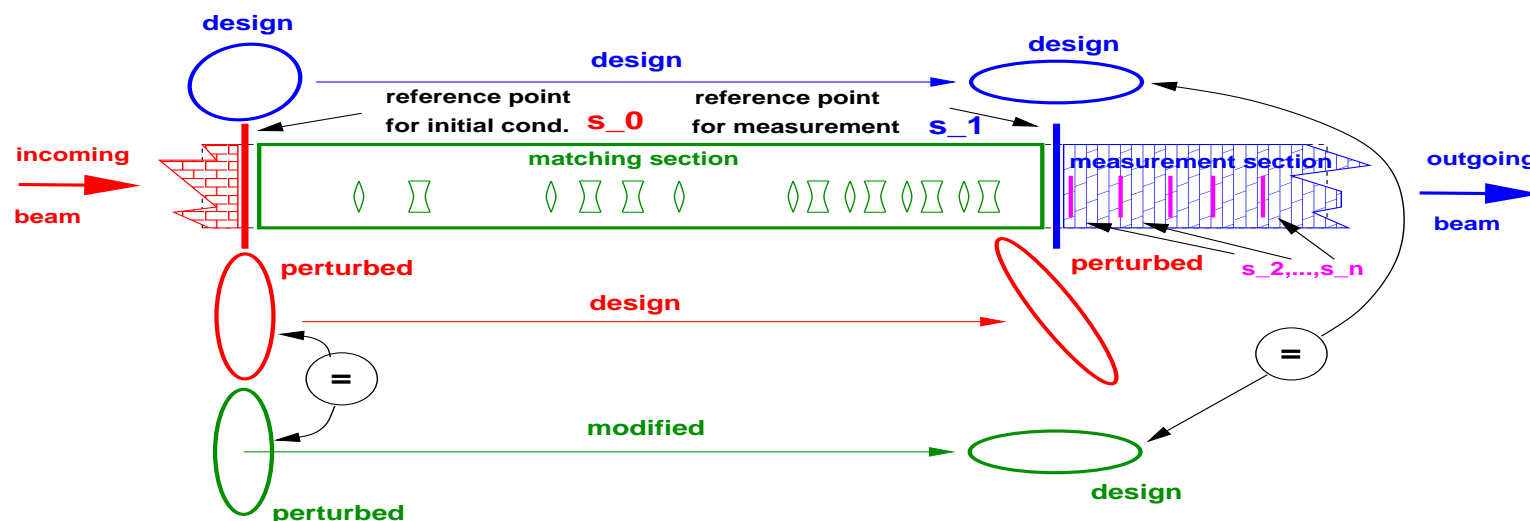 design
design
design
reference point
for initial cond.
s_0
reference point
for measurement
s_1
incoming
beam
matching section
measurement section
outgoing
beam
perturbed
perturbed
s_2,...,s_n
design
=
=
modified
perturbed
design